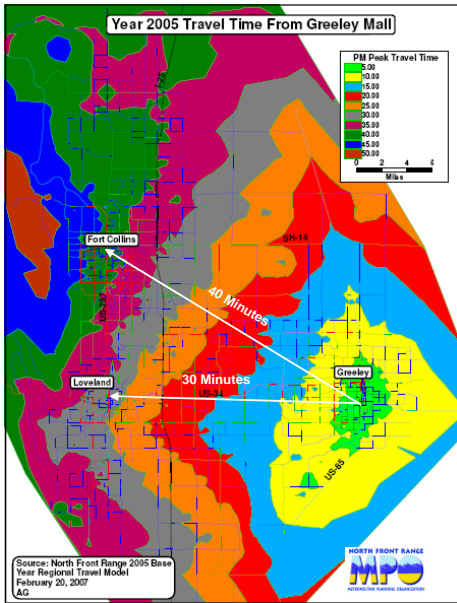 Year 2005 Travel Time From Greeley Mall
PM Peak Travel Time
5.00
10.00
15.00
20.00
25.00
30.00
35.00
40.00
45.00
50.00
0 2 4 6
Miles
I-25
SH-14
Fort Collins
US-287
40 Minutes
30 Minutes
Loveland
US-34
Greeley
US-85
Source: North Front Range 2005 Base
Year Regional Travel Model
February 20, 2007
AG
NORTH FRONT RANGE
MPO
METROPOLITAN PLANNING ORGANIZATION